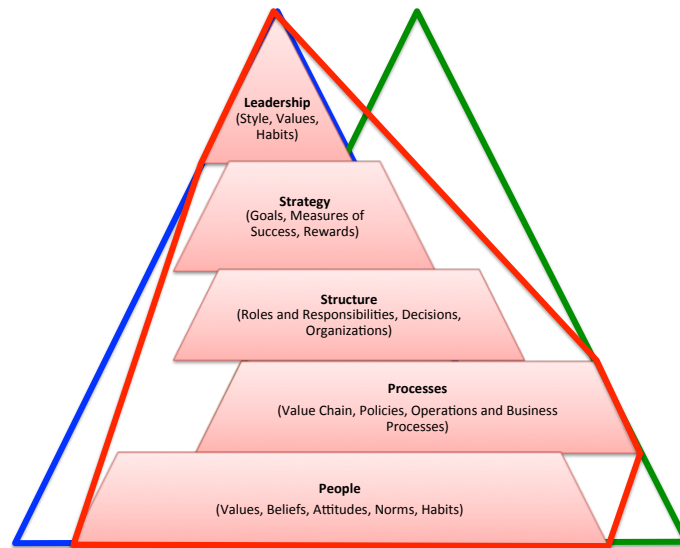 Leadership
(Style, Values,
Habits)
Strategy
(Goals, Measures of
Success, Rewards)
Structure
(Roles and Responsibilities, Decisions,
Organizations)
Processes
(Value Chain, Policies, Operations and Business
Processes)
People
(Values, Beliefs, Attitudes, Norms, Habits)